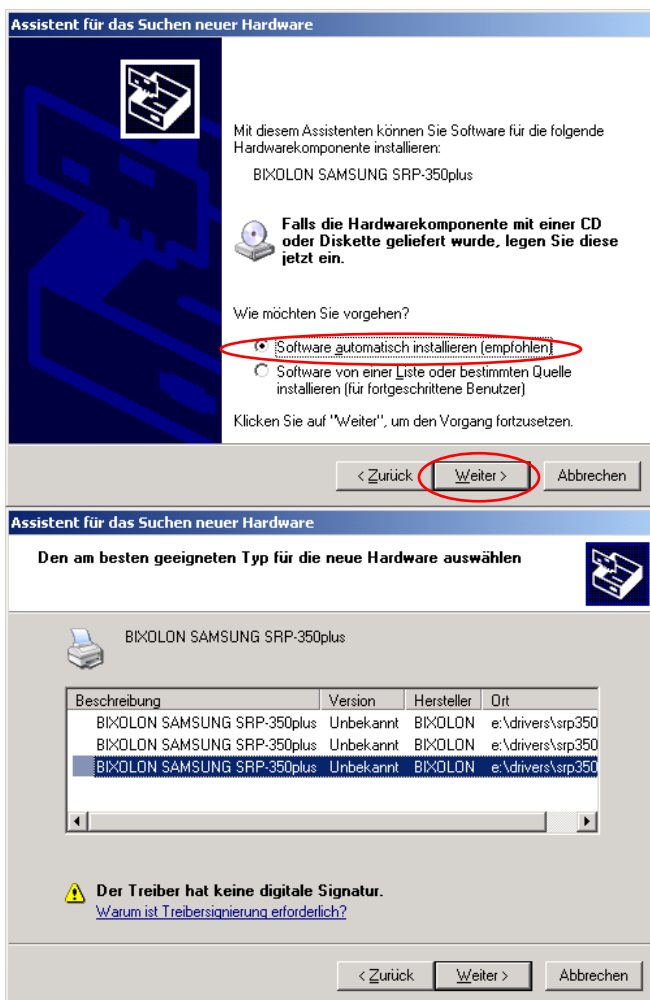 Assistent für das Suchen neuer Hardware
Mit diesem Assistenten können Sie Software für die folgende
Hardwarekomponente installieren:
BIXOLON SAMSUNG SRP-350plus
Falls die Hardwarekomponente mit einer CD
oder Diskette geliefert wurde, legen Sie diese
jetzt ein.
Wie möchten Sie vorgehen?
Software automatisch installieren (empfohlen)
Software von einer Liste oder bestimmten Quelle
installieren (für fortgeschrittene Benutzer)
Klicken Sie auf "Weiter", um den Vorgang fortzusetzen.
< Zurück Weiter > Abbrechen
Assistent für das Suchen neuer Hardware
Den am besten geeigneten Typ für die neue Hardware auswählen
BIXOLON SAMSUNG SRP-350plus
Beschreibung Version Hersteller Ort
BIXOLON SAMSUNG SRP-350plus Unbekannt BIXOLON e:\drivers\srp350
BIXOLON SAMSUNG SRP-350plus Unbekannt BIXOLON e:\drivers\srp350
BIXOLON SAMSUNG SRP-350plus Unbekannt BIXOLON e:\drivers\srp350
Der Treiber hat keine digitale Signatur.
Warum ist Treibersignierung erforderlich?
< Zurück Weiter > Abbrechen